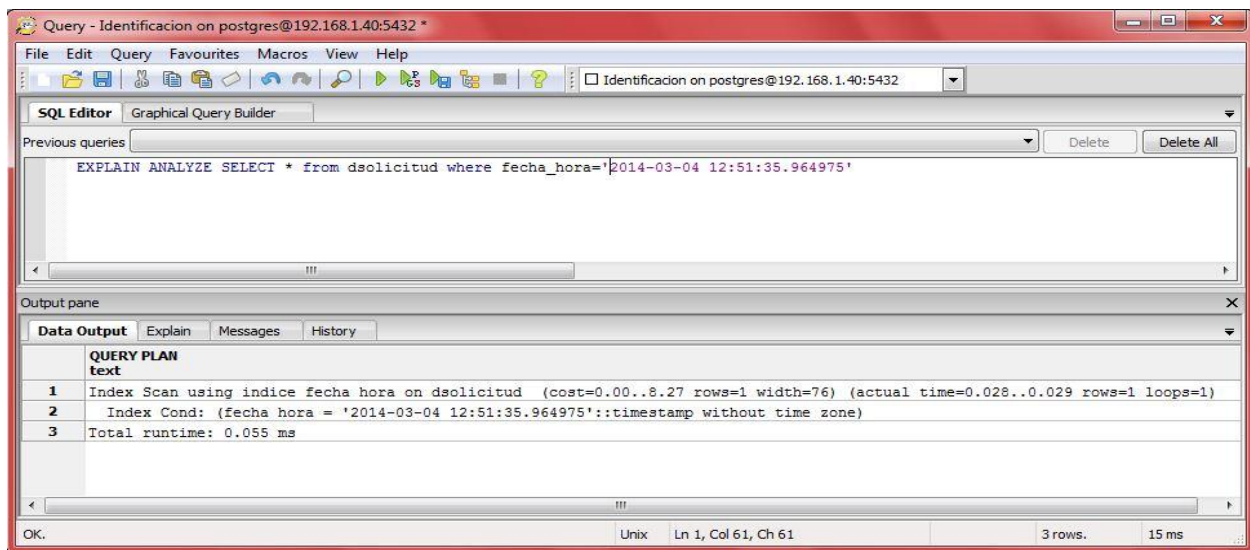 Query - Identificacion on postgres@192.168.1.40:5432 *
File Edit Query Favourites Macros View Help
Identificacion on postgres@192.168.1.40:5432
SQL Editor Graphical Query Builder
Previous queries Delete Delete All
EXPLAIN ANALYZE SELECT * from dsolicitud where fecha_hora='2014-03-04 12:51:35.964975'
Output pane
Data Output Explain Messages History
QUERY PLAN
text
1 Index Scan using indice fecha hora on dsolicitud (cost=0.00..8.27 rows=1 width=76) (actual time=0.028..0.029 rows=1 loops=1)
2 Index Cond: (fecha hora = '2014-03-04 12:51:35.964975'::timestamp without time zone)
3 Total runtime: 0.055 ms
OK. Unix Ln 1, Col 61, Ch 61 3 rows. 15 ms